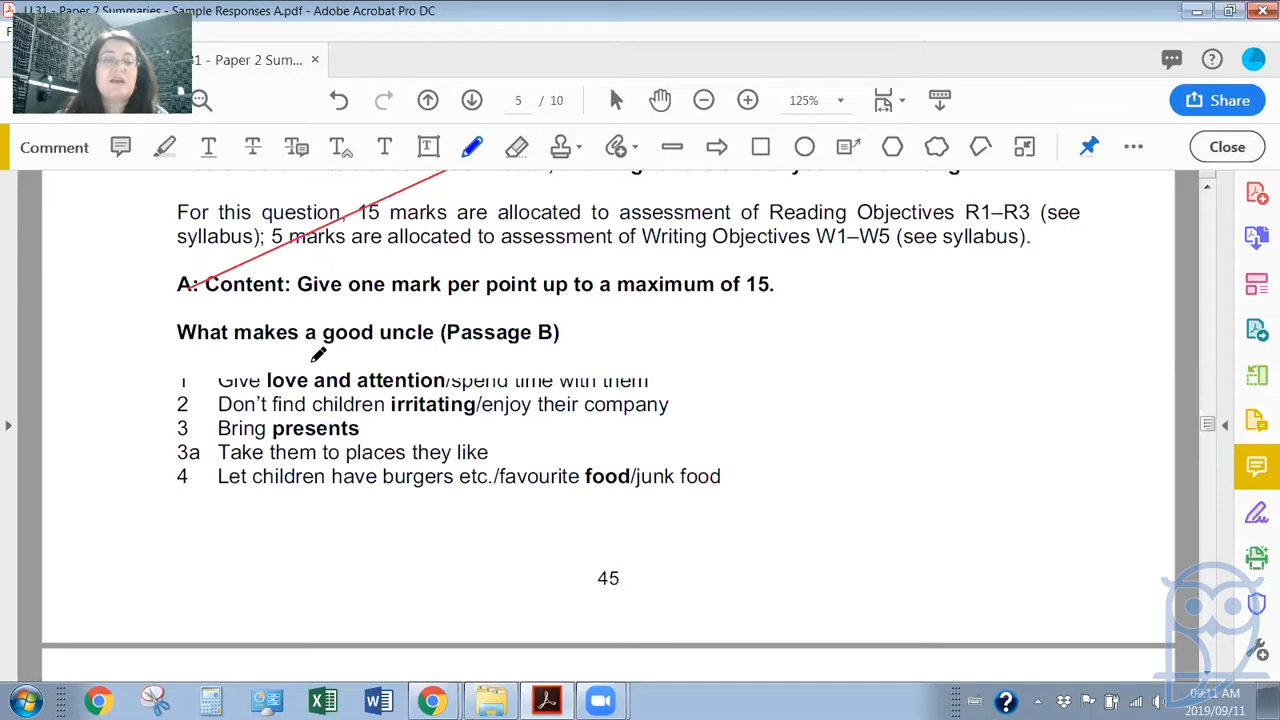 LL31 - Paper 2 Summaries - Sample Responses A.pdf - Adobe Acrobat Pro DC
31 - Paper 2 Sum... ×
5 / 10
125%
Share
Comment
Close
For this question, 15 marks are allocated to assessment of Reading Objectives R1–R3 (see
syllabus); 5 marks are allocated to assessment of Writing Objectives W1–W5 (see syllabus).
A: Content: Give one mark per point up to a maximum of 15.
What makes a good uncle (Passage B)
1 Give love and attention/spend time with them
2 Don't find children irritating/enjoy their company
3 Bring presents
3a Take them to places they like
4 Let children have burgers etc./favourite food/junk food
45
09:11 AM
2019/09/11